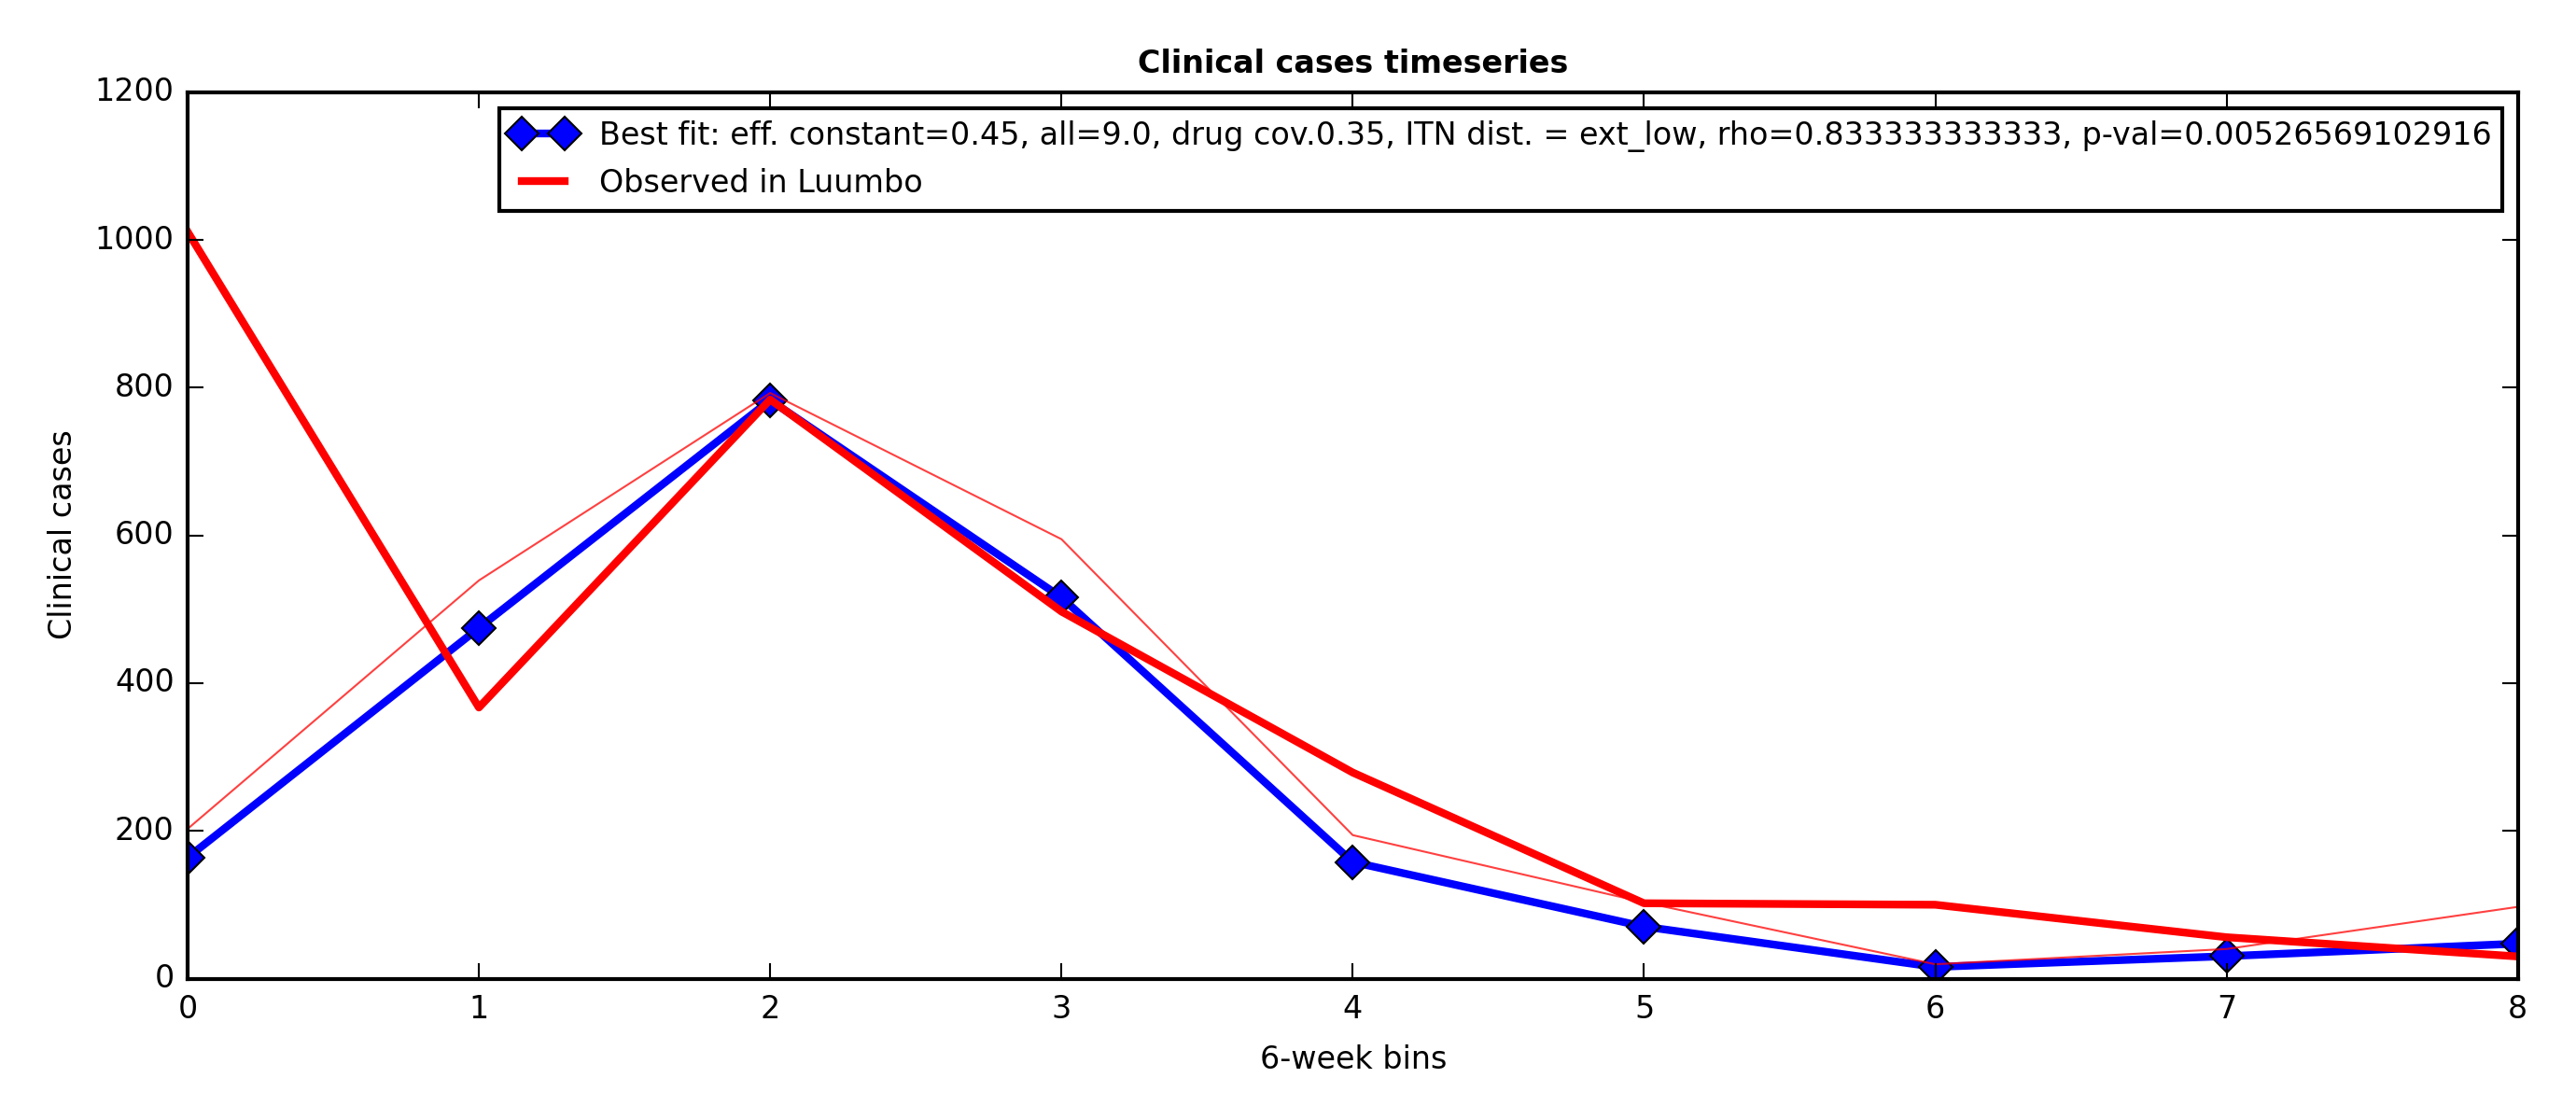 Clinical cases timeseries
1200
1000
800
600
400
200
0
Clinical cases
Best fit: eff. constant=0.45, all=9.0, drug cov.0.35, ITN dist. = ext_low, rho=0.833333333333, p-val=0.00526569102916
Observed in Luumbo
0 1 2 3 4 5 6 7 8
6-week bins